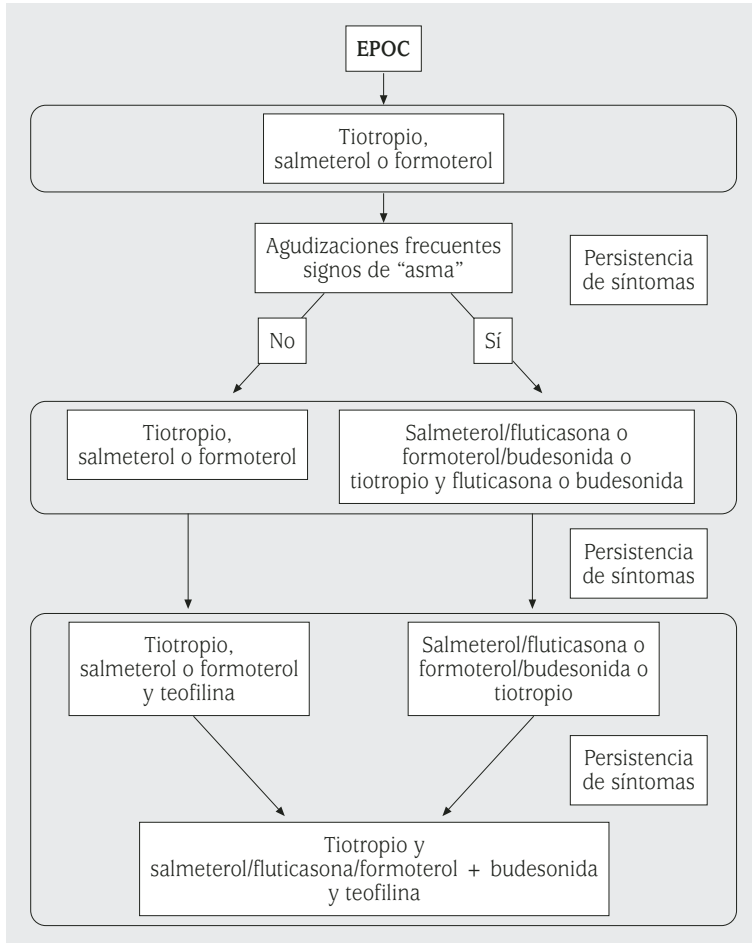 EPOC
Tiotropio,
salmeterol o formoterol
Agudizaciones frecuentes
signos de “asma”
Persistencia
de síntomas
No
Sí
Tiotropio,
salmeterol o formoterol
Salmeterol/fluticasona o
formoterol/budesonida o
tiotropio y fluticasona o budesonida
Persistencia
de síntomas
Tiotropio,
salmeterol o formoterol
y teofilina
Salmeterol/fluticasona o
formoterol/budesonida o
tiotropio
Persistencia
de síntomas
Tiotropio y
salmeterol/fluticasona/formoterol + budesonida
y teofilina